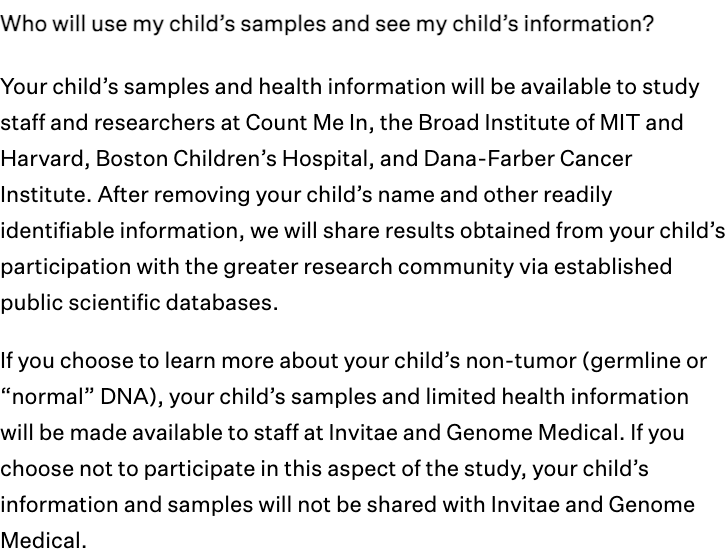 Who will use my child’s samples and see my child’s information?
Your child’s samples and health information will be available to study
staff and researchers at Count Me In, the Broad Institute of MIT and
Harvard, Boston Children’s Hospital, and Dana-Farber Cancer
Institute. After removing your child’s name and other readily
identifiable information, we will share results obtained from your child’s
participation with the greater research community via established
public scientific databases.
If you choose to learn more about your child’s non-tumor (germline or
“normal” DNA), your child’s samples and limited health information
will be made available to staff at Invitae and Genome Medical. If you
choose not to participate in this aspect of the study, your child’s
information and samples will not be shared with Invitae and Genome
Medical.